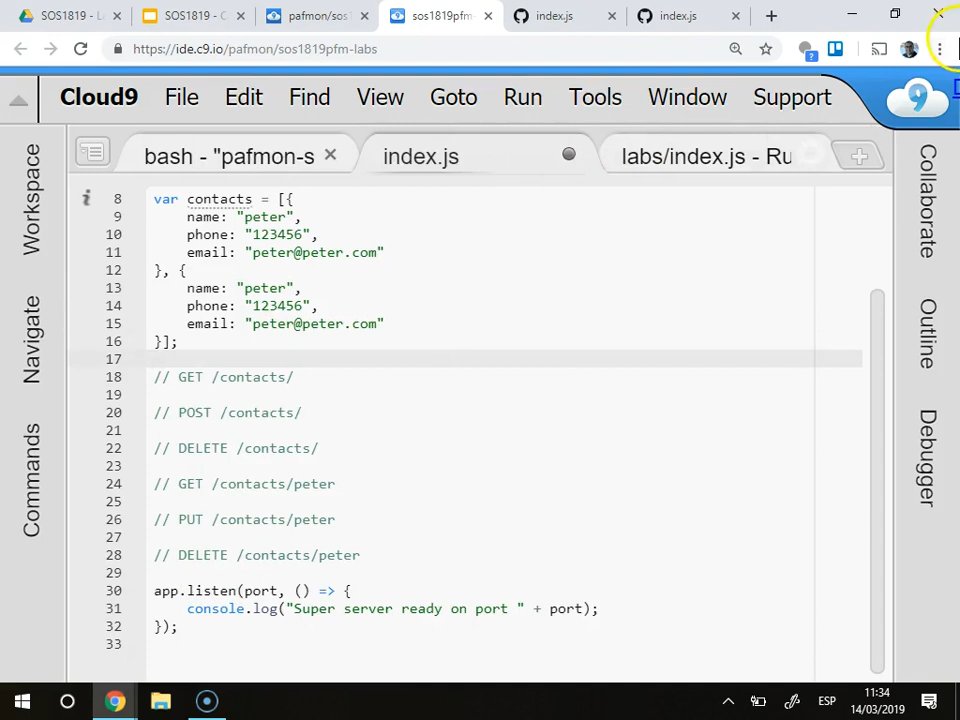 SOS1819 - L
SOS1819 - C
pafmon/sos
sos1819pfm-
index.js
index.js
https://ide.c9.io/pafmon/sos1819pfm-labs
Cloud9 File Edit Find View Goto Run Tools Window Support
bash - "pafmon-s
index.js
labs/index.js - Ru
Workspace
Navigate
Commands
Collaborate
Outline
Debugger
8 var contacts = [{
9 name: "peter",
10 phone: "123456",
11 email: "peter@peter.com"
12 }, {
13 name: "peter",
14 phone: "123456",
15 email: "peter@peter.com"
16 }];
17
18 // GET /contacts/
19
20 // POST /contacts/
21
22 // DELETE /contacts/
23
24 // GET /contacts/peter
25
26 // PUT /contacts/peter
27
28 // DELETE /contacts/peter
29
30 app.listen(port, () => {
31 console.log("Super server ready on port " + port);
32 });
33
ESP
11:34
14/03/2019